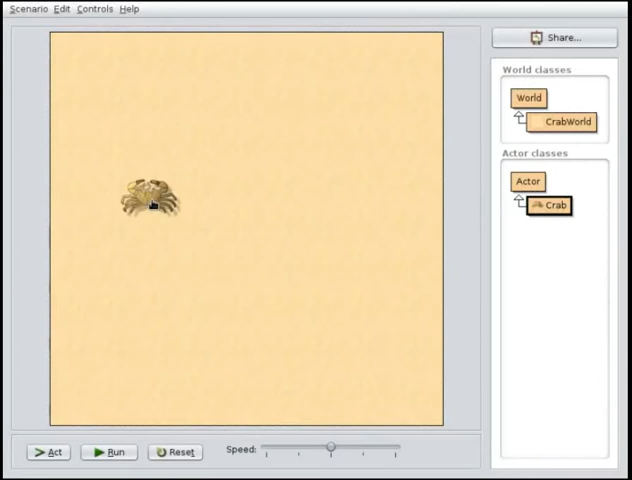 Scenario Edit Controls Help
Share...
World classes
World
CrabWorld
Actor classes
Actor
Crab
Act Run Reset Speed: